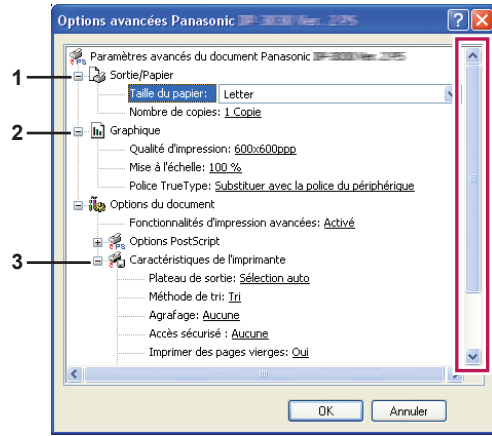 Options avancées Panasonic
Paramètres avancés du document Panasonic
1 Sortie/Papier
Taille du papier: Letter
Nombre de copies: 1 Copie
2 Graphique
Qualité d'impression: 600x600ppp
Mise à l'échelle: 100 %
Police TrueType: Substituer avec la police du périphérique
Options du document
Fonctionnalités d'impression avancées: Activé
Options PostScript
3 Caractéristiques de l'imprimante
Plateau de sortie: Sélection auto
Méthode de tri: Tri
Agrafage: Aucune
Accès sécurisé : Aucune
Imprimer des pages vierges: Oui
OK Annuler